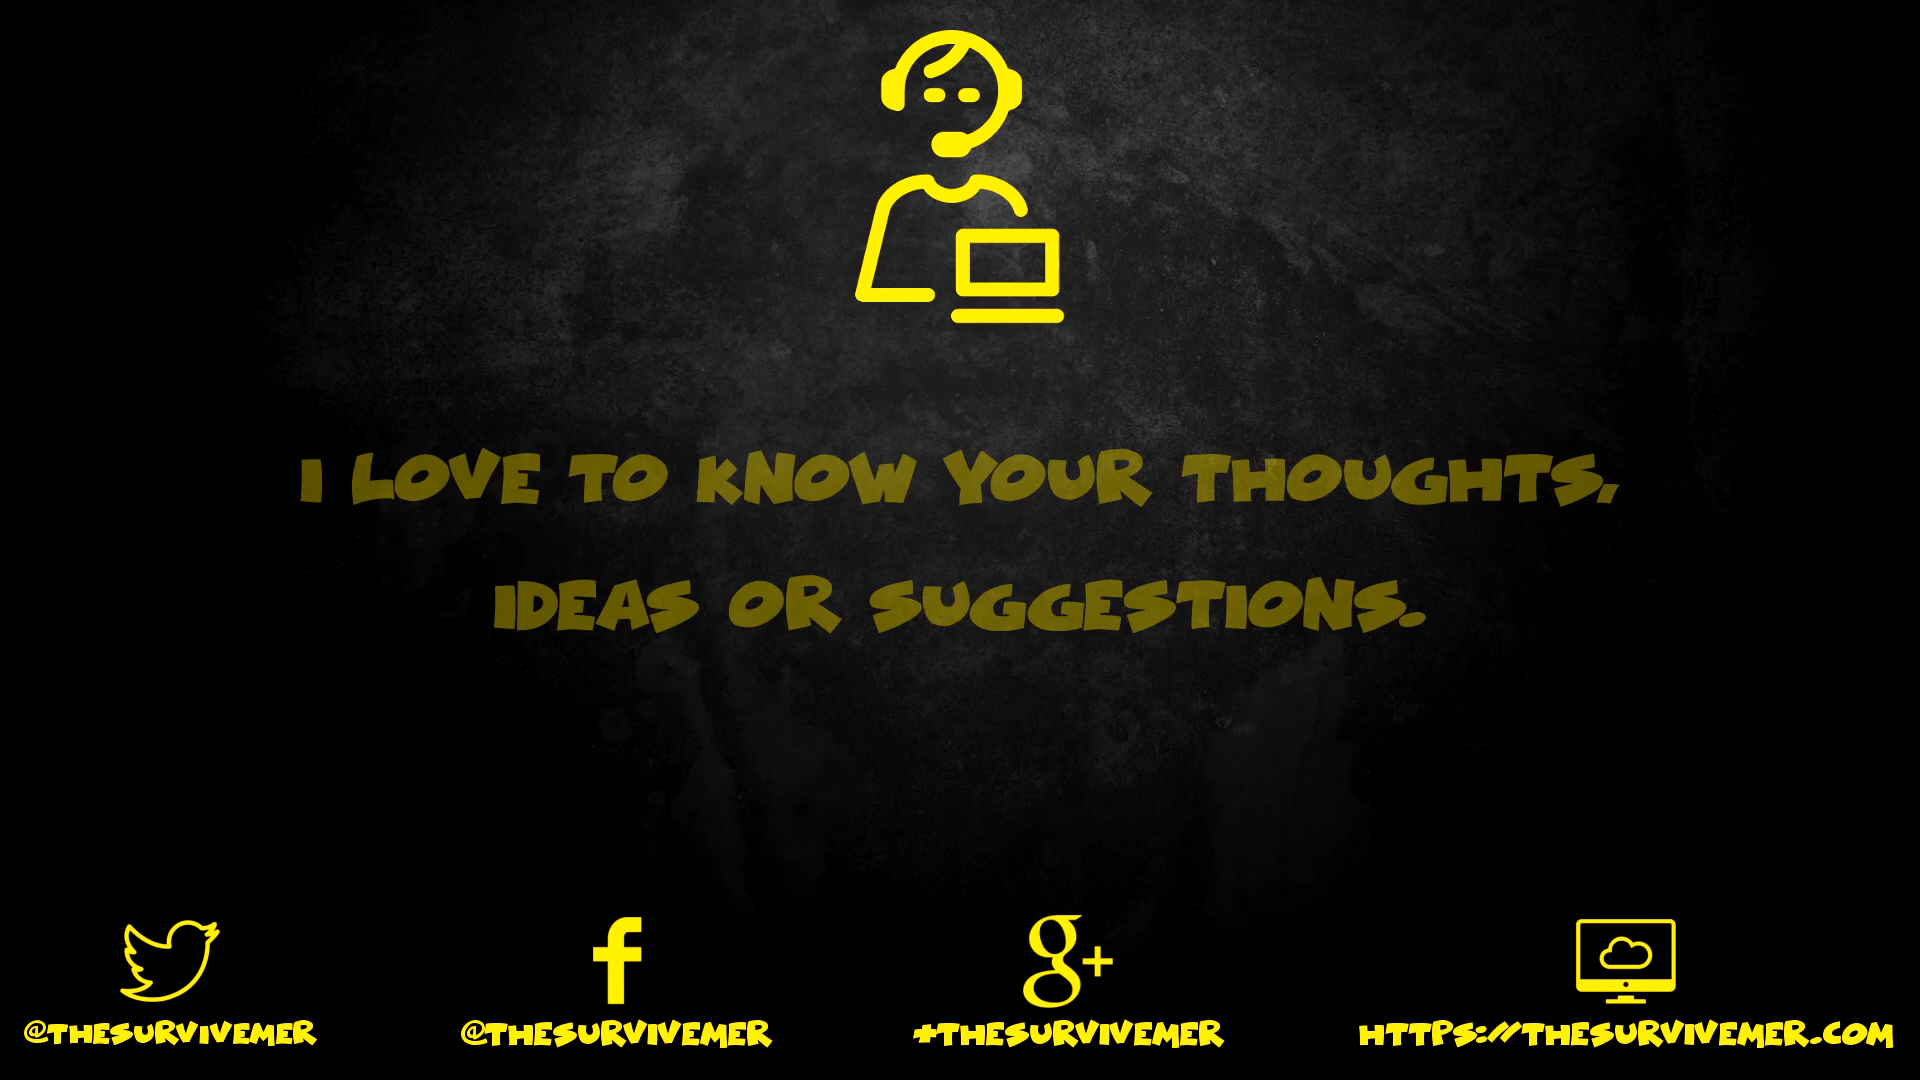 I LOVE TO KNOW YOUR THOUGHTS,
IDEAS OR SUGGESTIONS.
@THESURVIVEMER
@THESURVIVEMER
+THESURVIVEMER
HTTPS://THESURVIVEMER.COM